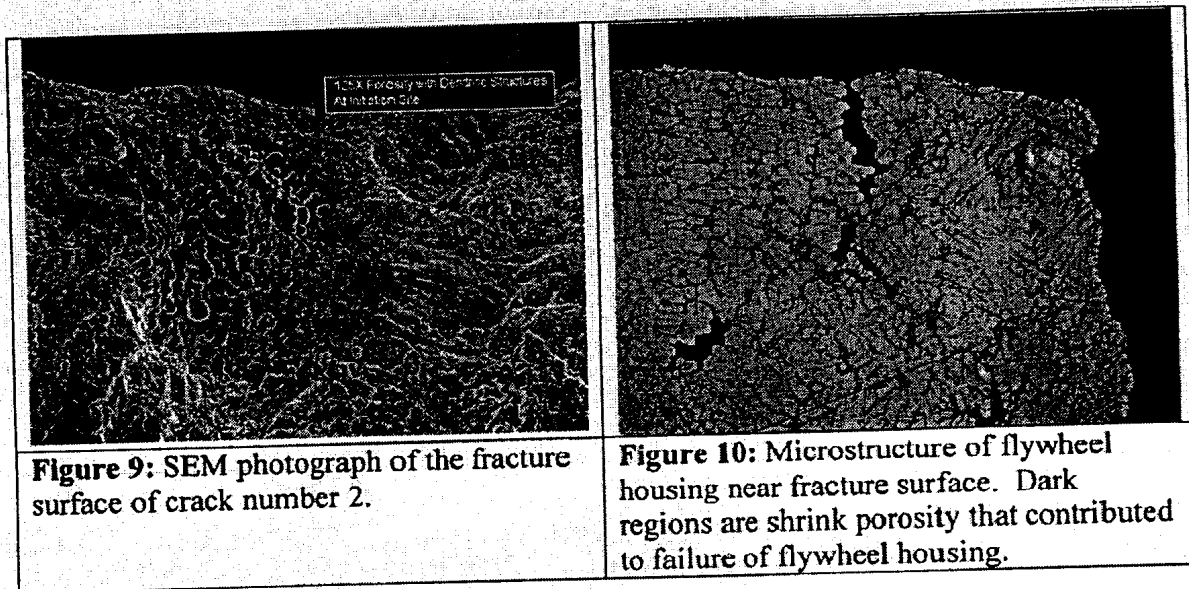 125X Porosity with Dendritic Structures
At Initiation Site
Figure 9: SEM photograph of the fracture
surface of crack number 2.
Figure 10: Microstructure of flywheel
housing near fracture surface.  Dark
regions are shrink porosity that contributed
to failure of flywheel housing.